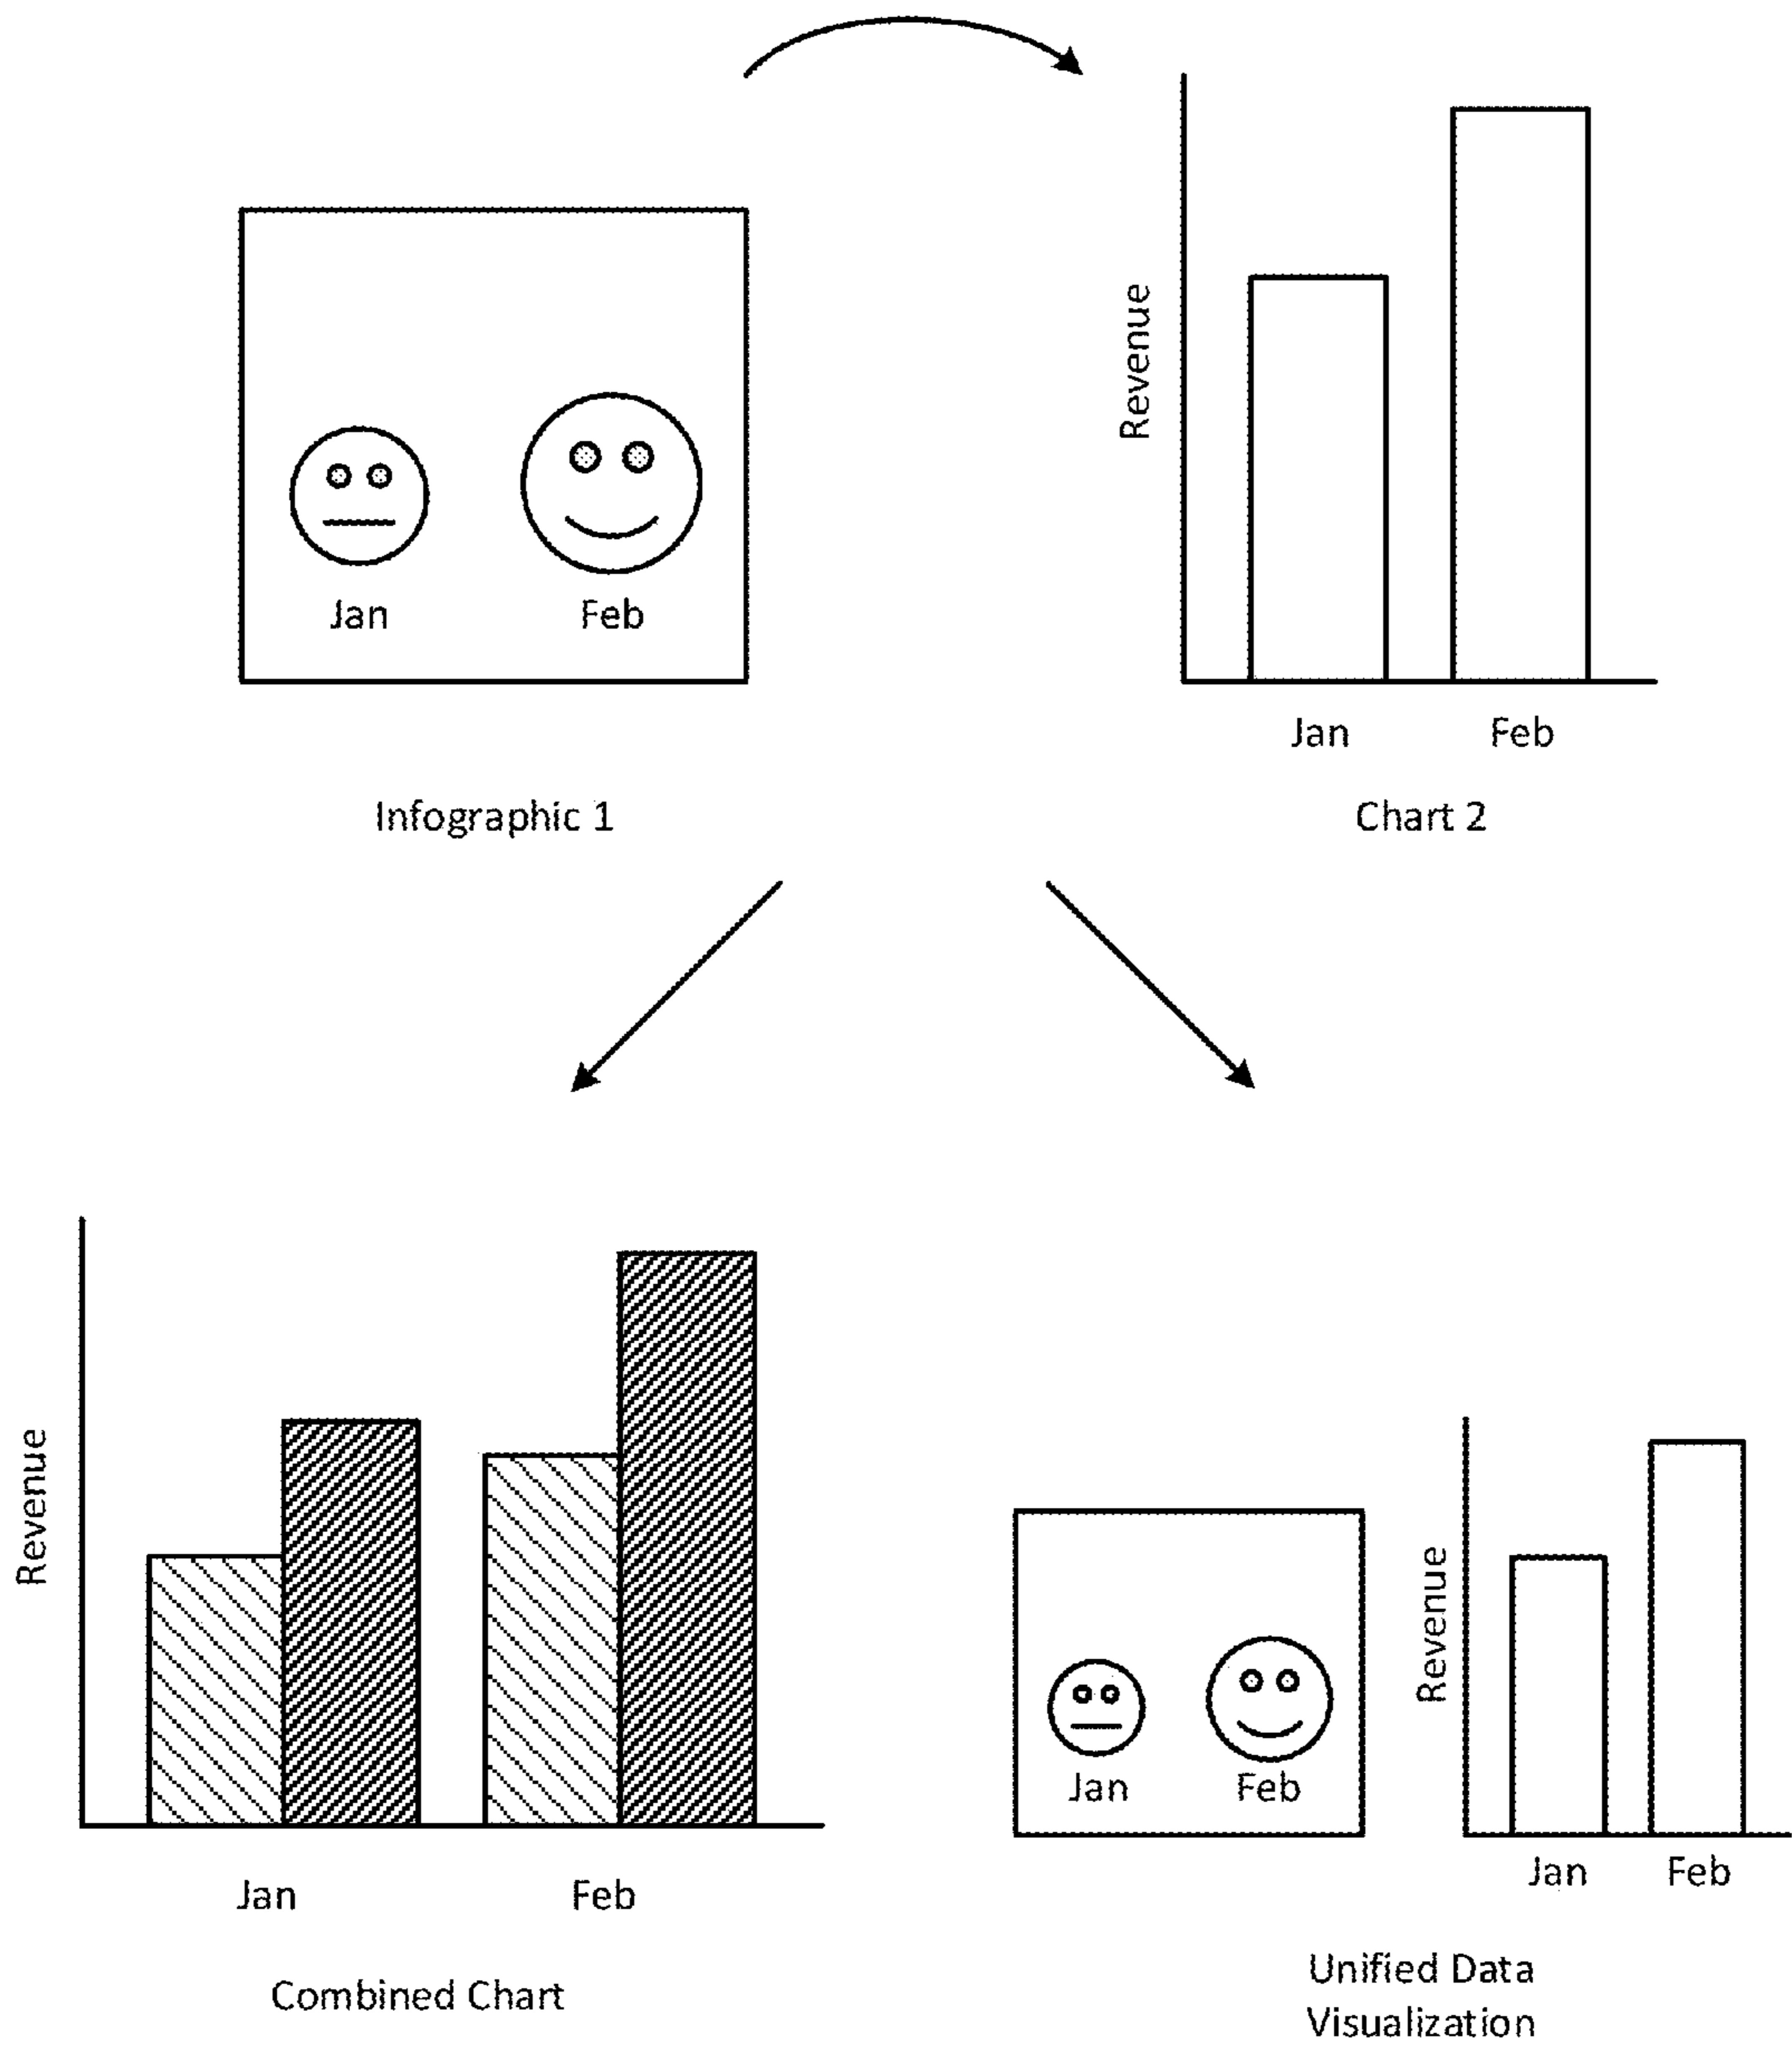 Jan
Feb
Infographic 1
Revenue
Jan
Feb
Chart 2
Revenue
Jan
Feb
Combined Chart
Jan
Feb
Revenue
Jan
Feb
Unified Data
Visualization